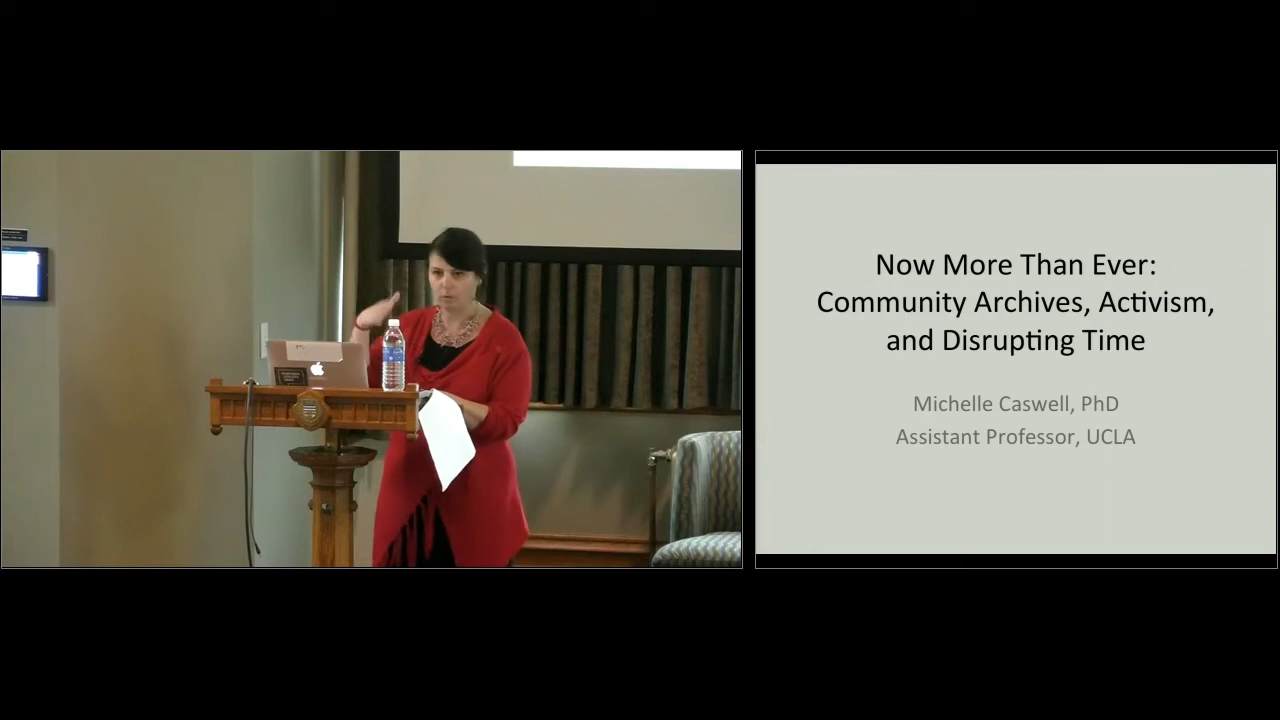 Now More Than Ever:
Community Archives, Activism,
and Disrupting Time
Michelle Caswell, PhD
Assistant Professor, UCLA